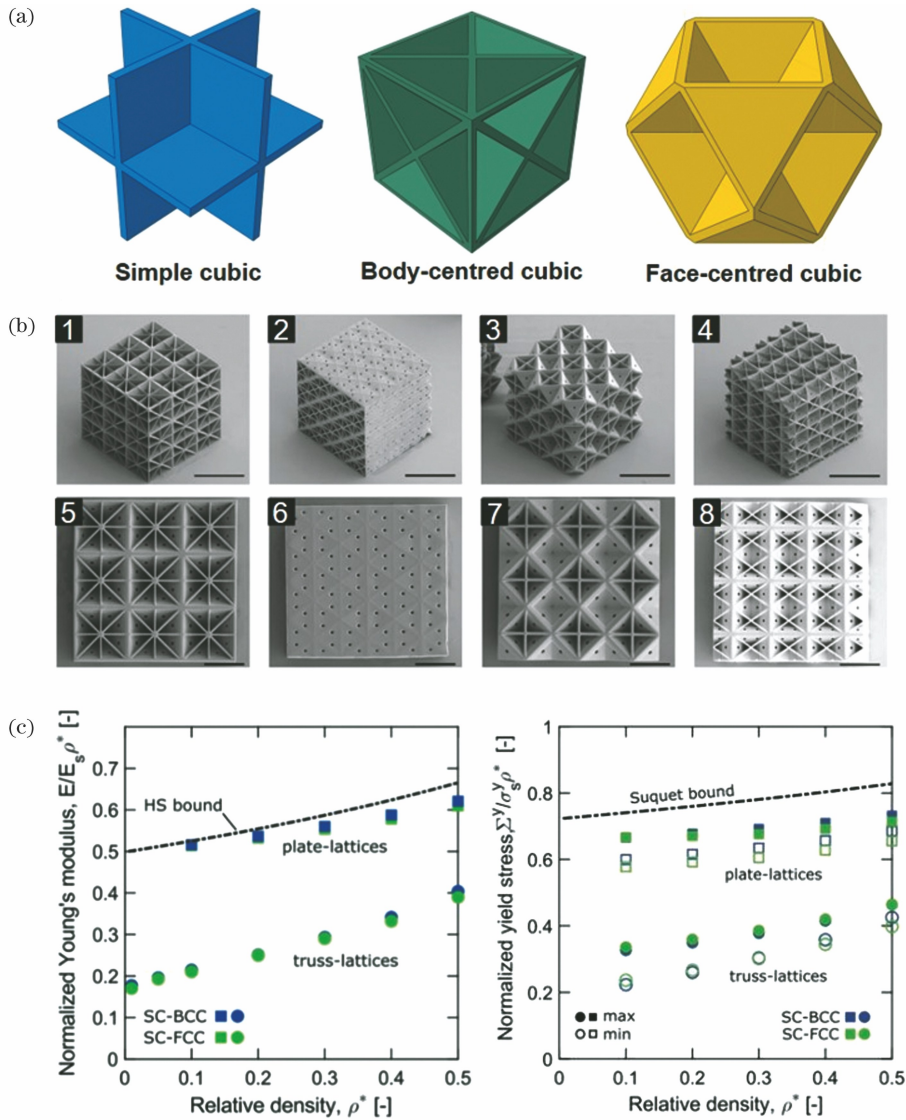 (a)
Simple cubic
Body-centred cubic
Face-centred cubic
(b)
1
2
3
4
5
6
7
8
(c)
Normalized Young's modulus, E/E_sρ* [-]
0.7
0.6
0.5
0.4
0.3
0.2
0.1
0
HS bound
plate-lattices
truss-lattices
SC-BCC
SC-FCC
0 0.1 0.2 0.3 0.4 0.5
Relative density, ρ* [-]
Normalized yield stress,Σ^y/σ_s^yρ* [-]
1
0.8
0.6
0.4
0.2
0
Suquet bound
plate-lattices
truss-lattices
max
min
SC-BCC
SC-FCC
0.1 0.2 0.3 0.4 0.5
Relative density, ρ* [-]